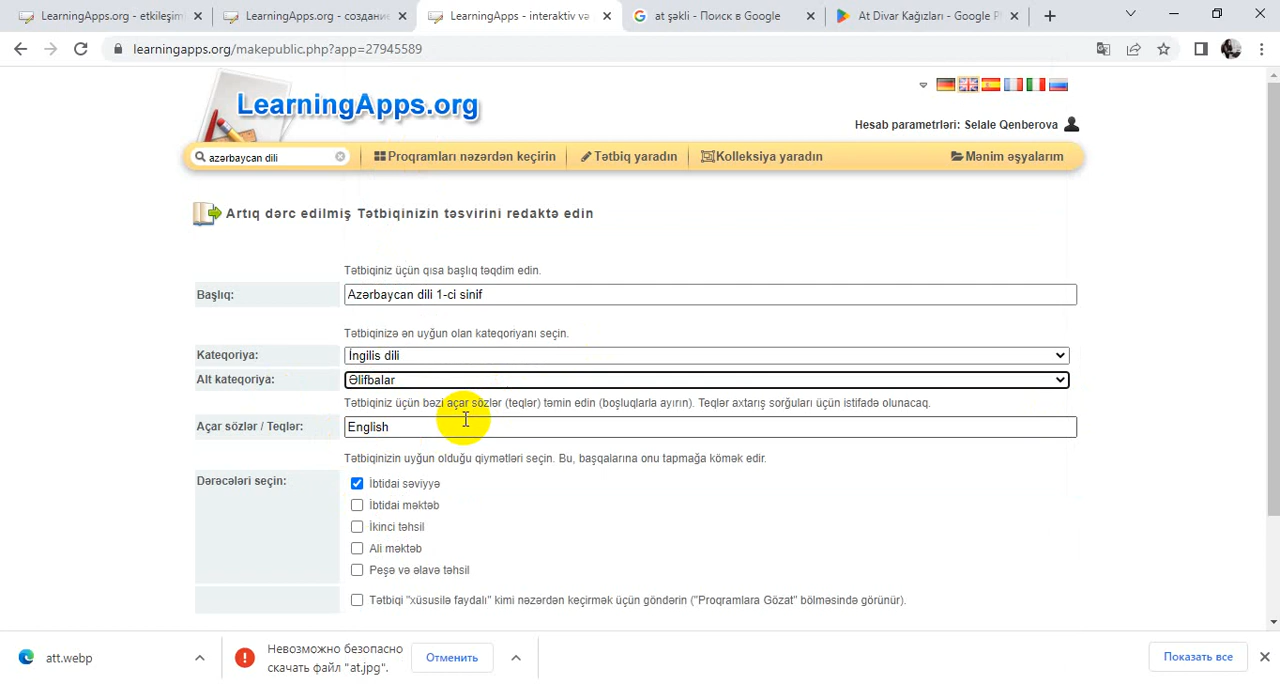 LearningApps.org - etkileşim
LearningApps.org - создание
LearningApps - interaktiv və
at şəkli - Поиск в Google
At Divar Kağızları - Google P
learningapps.org/makepublic.php?app=27945589
LearningApps.org
Hesab parametrləri: Selale Qenberova
azərbaycan dili
Proqramları nəzərdən keçirin
Tətbiq yaradın
Kolleksiya yaradın
Mənim əşyalarım
Artıq dərc edilmiş Tətbiqinizin təsvirini redaktə edin
Tətbiqiniz üçün qısa başlıq təqdim edin.
Başlıq: Azərbaycan dili 1-ci sinif
Tətbiqinizə ən uyğun olan kateqoriyanı seçin.
Kateqoriya: İngilis dili
Alt kateqoriya: Əlifbalar
Tətbiqiniz üçün bəzi açar sözlər (teqlər) təmin edin (boşluqlarla ayırın). Teqlər axtarış sorğuları üçün istifadə olunacaq.
Açar sözlər / Teqlər: English
Tətbiqinizin uyğun olduğu qiymətləri seçin. Bu, başqalarına onu tapmağa kömək edir.
Dərəcələri seçin: İbtidai səviyyə
İbtidai məktəb
İkinci təhsil
Ali məktəb
Peşə və əlavə təhsil
Tətbiqi "xüsusilə faydalı" kimi nəzərdən keçirmək üçün göndərin ("Proqramlara Gözat" bölməsində görünür).
att.webp
Невозможно безопасно
скачать файл "at.jpg".
Отменить
Показать все